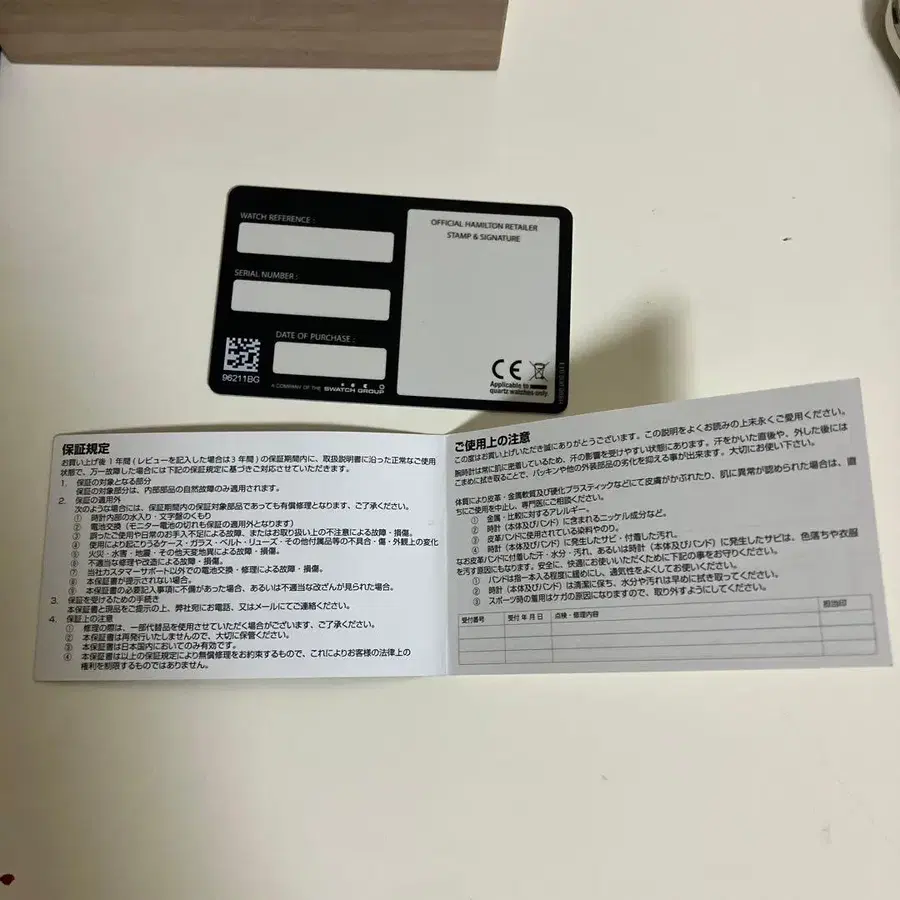 WATCH REFERENCE :
SERIAL NUMBER :
DATE OF PURCHASE :
96211BG
A COMPANY OF THE SWATCH GROUP
OFFICIAL HAMILTON RETAILER
STAMP & SIGNATURE
CE
Applicable to
quartz watches only
保証規定
お買い上げ後1年間(レビューを記入した場合は3年間)の保証期間内に、取扱説明書に沿った正常なご使用
状態で、万一故障した場合には下記の保証規定に基づきご対応させていただきます。
1. 保証の対象となる部分
保証の対象部分は、内部部品の自然故障のみ適用されます。
2. 保証の適用外
次のような場合には、保証期間内の保証対象部品であっても有償修理となります、ご了承ください。
① 時計内部の水入り・文字盤のくもり
② 電池交換(モニター電池の切れも保証の適用外となります)
③ 誤ったご使用や日常のお手入不足による故障、またはお取り扱い上の不注意による故障・損傷。
④ 使用により起こりうるケース・ガラス・ベルト・リューズ・その他付属品等の不具合・傷・外観上の変化
⑤ 火災・水害・地震・その他天変地異による故障・損傷。
⑥ 不適当な修理や改造による故障・損傷。
⑦ 当社カスタマーサポート以外での電池交換・修理による故障・損傷。
⑧ 本保証書が提示されない場合。
⑨ 本保証書の必要記入事項に不備があった場合、あるいは不適当な改ざんが見られた場合。
3. 保証を受けるための手続き
本保証書と現品をご提示の上、弊社宛にお電話、又はメールにてご連絡ください。
4. 保証上の注意
① 修理の際は、一部代替品を使用させていただく場合がございます、ご了承ください。
② 本保証書は再発行いたしませんので、大切に保管ください。
③ 本保証書は日本国内においてのみ有効です。
④ 本保証書は以上の保証規定により無償修理をお約束するもので、これによりお客様の法律上の
権利を制限するものではありません。
ご使用上の注意
この度はお買い上げいただき誠にありがとうございます。この説明をよくお読みの上末永くご愛用ください。
腕時計は常に肌に密着しているため、汗の影響を受けやすい状態にあります。汗をかいた直後や、外した後には
こまめに拭き取ることで、パッキンや他の外装部品の劣化を抑える事が出来ます。大切にお使い下さい。
体質により皮革・金属軟質及び硬化プラスティックなどにて皮膚がかぶれたり、肌に異常が認められた場合は、直
ちにご使用を中止し、専門医にご相談ください。
① 金属・比較に対するアレルギー。
② 時計(本体及びバンド)に含まれるニッケル成分など。
③ 皮革バンドに使用されている染料やのり。
④ 時計(本体及びバンド)に発生したサビ・付着した汚れ。
なお皮革バンドに付着した汗・水分・汚れ、あるいは時計(本体及びバンド)に発生したサビは、色落ちや衣服
を汚す原因にもなります。安全に、快適にお使いいただくために下記の事をお守りください。
① バンドは指一本入る程度に緩めにし、通気性をよくしてお使いください。
② 時計(本体及びバンド)は清潔に保ち、水分や汚れは早めに拭き取ってください。
③ スポーツ時の着用はケガの原因になりますので、取り外すようにしてください。
受付番号 受付年月日 点検・修理内容 担当印